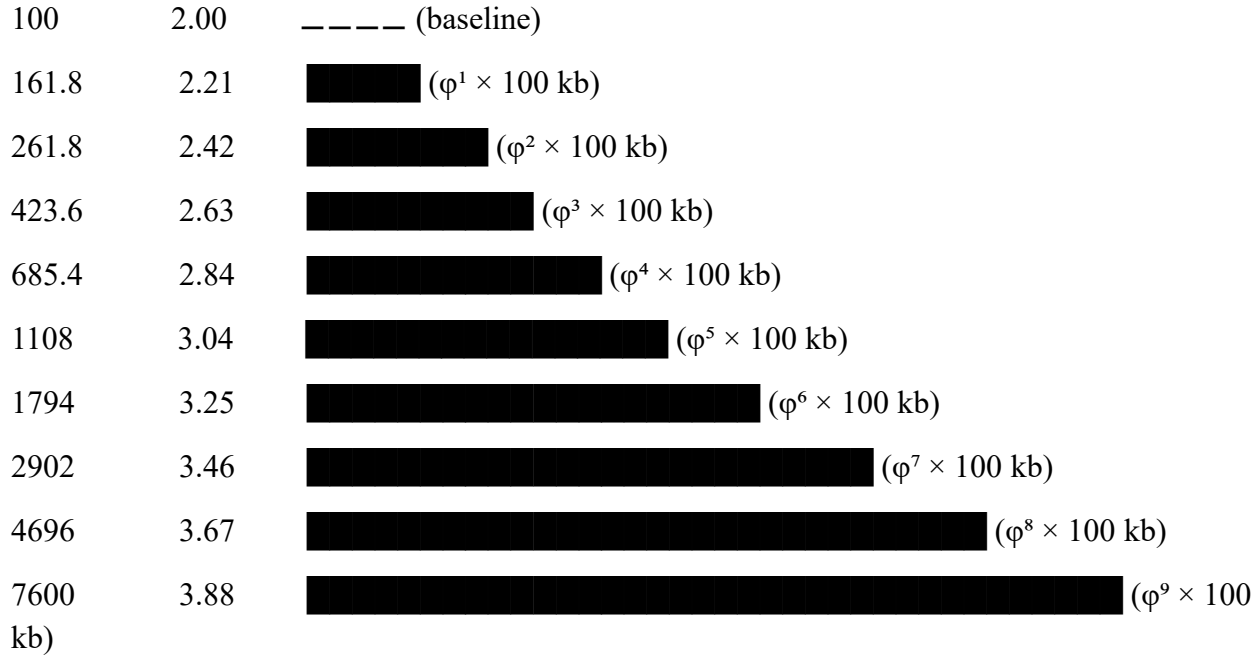 100 2.00 ____ (baseline)
161.8 2.21 █████ (φ¹ × 100 kb)
261.8 2.42 ████████ (φ² × 100 kb)
423.6 2.63 ██████████ (φ³ × 100 kb)
685.4 2.84 █████████████ (φ⁴ × 100 kb)
1108 3.04 ████████████████ (φ⁵ × 100 kb)
1794 3.25 ████████████████████ (φ⁶ × 100 kb)
2902 3.46 █████████████████████████ (φ⁷ × 100 kb)
4696 3.67 ██████████████████████████████ (φ⁸ × 100 kb)
7600 3.88 ████████████████████████████████████ (φ⁹ × 100
kb)